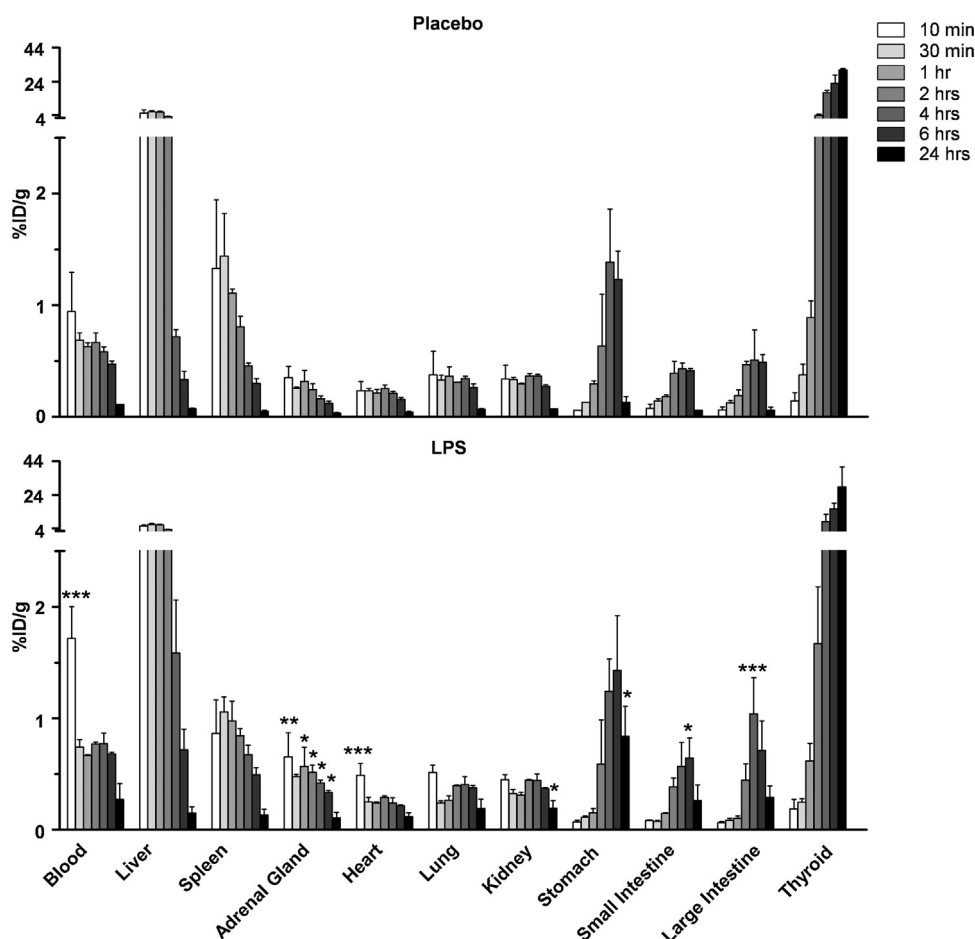 Placebo
10 min
30 min
1 hr
2 hrs
4 hrs
6 hrs
24 hrs
44
24
4
2
1
0
%ID/g
LPS
44
24
4
2
1
0
%ID/g
***
**
*
*
*
*
***
*
*
*
***
Blood
Liver
Spleen
Adrenal Gland
Heart
Lung
Kidney
Stomach
Small Intestine
Large Intestine
Thyroid